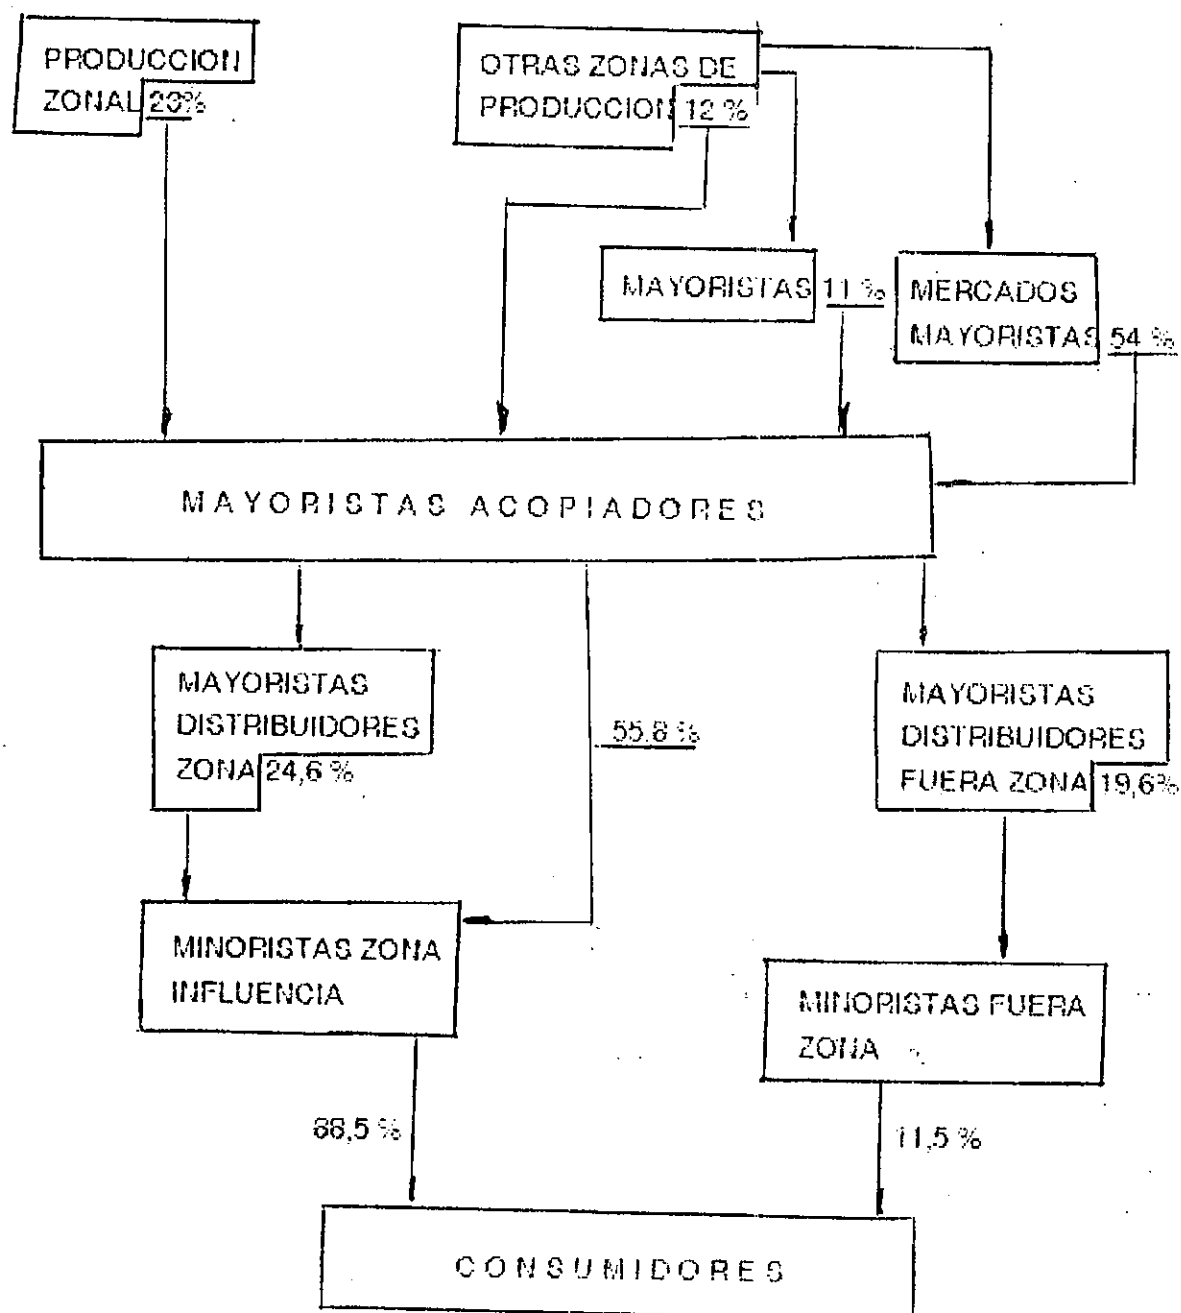 PRODUCCION
ZONAL 23%
OTRAS ZONAS DE
PRODUCCION 12 %
MAYORISTAS 11 %
MERCADOS
MAYORISTAS 54 %
MAYORISTAS ACOPIADORES
MAYORISTAS
DISTRIBUIDORES
ZONA 24,6 %
55.8 %
MAYORISTAS
DISTRIBUIDORES
FUERA ZONA 19,6%
MINORISTAS ZONA
INFLUENCIA
MINORISTAS FUERA
ZONA
88,5 %
11,5 %
CONSUMIDORES